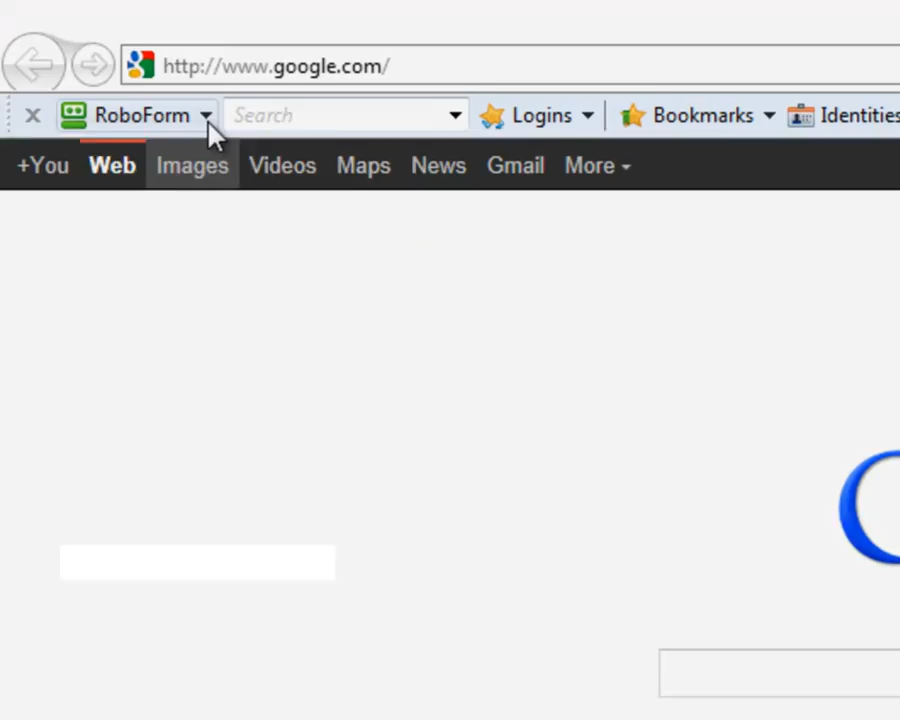 http://www.google.com/
RoboForm Search Logins Bookmarks Identities
+You Web Images Videos Maps News Gmail More